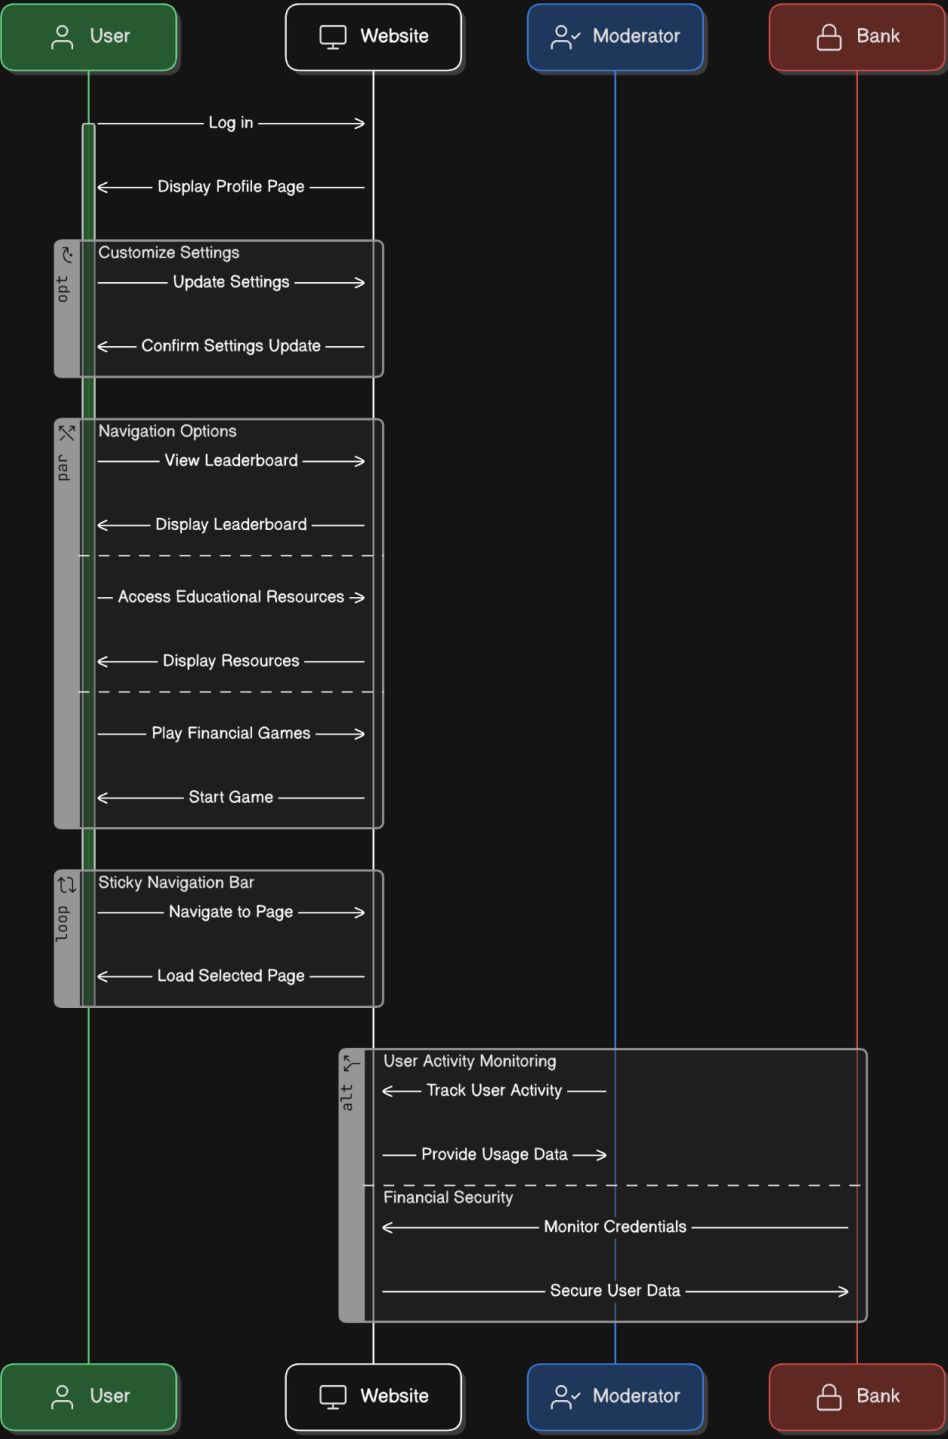 User
Website
Moderator
Bank
Log in
Display Profile Page
opt
Customize Settings
Update Settings
Confirm Settings Update
par
Navigation Options
View Leaderboard
Display Leaderboard
Access Educational Resources
Display Resources
Play Financial Games
Start Game
loop
Sticky Navigation Bar
Navigate to Page
Load Selected Page
alt
User Activity Monitoring
Track User Activity
Provide Usage Data
Financial Security
Monitor Credentials
Secure User Data
User
Website
Moderator
Bank